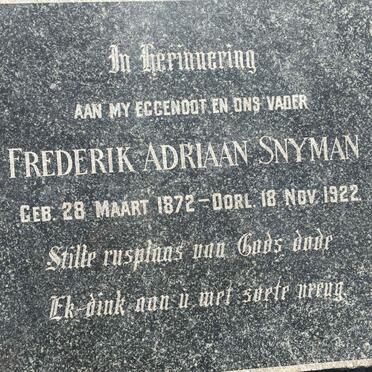 In Herinnering
AAN MY EGGENOOT EN ONS VADER
FREDERIK ADRIAAN SNYMAN
GEB. 28 MAART 1872 – OORL. 18 NOV. 1922.
Stille rusplaas van Gods dode
Ek dink aan u met soete vreug